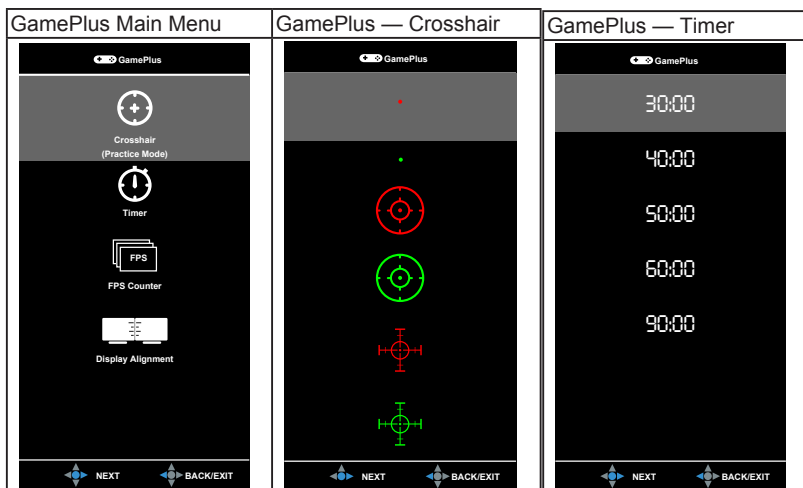 GamePlus Main Menu
GamePlus
Crosshair
(Practice Mode)
Timer
FPS
FPS Counter
Display Alignment
NEXT BACK/EXIT
GamePlus — Crosshair
GamePlus
NEXT BACK/EXIT
GamePlus — Timer
GamePlus
30:00
40:00
50:00
60:00
90:00
NEXT BACK/EXIT